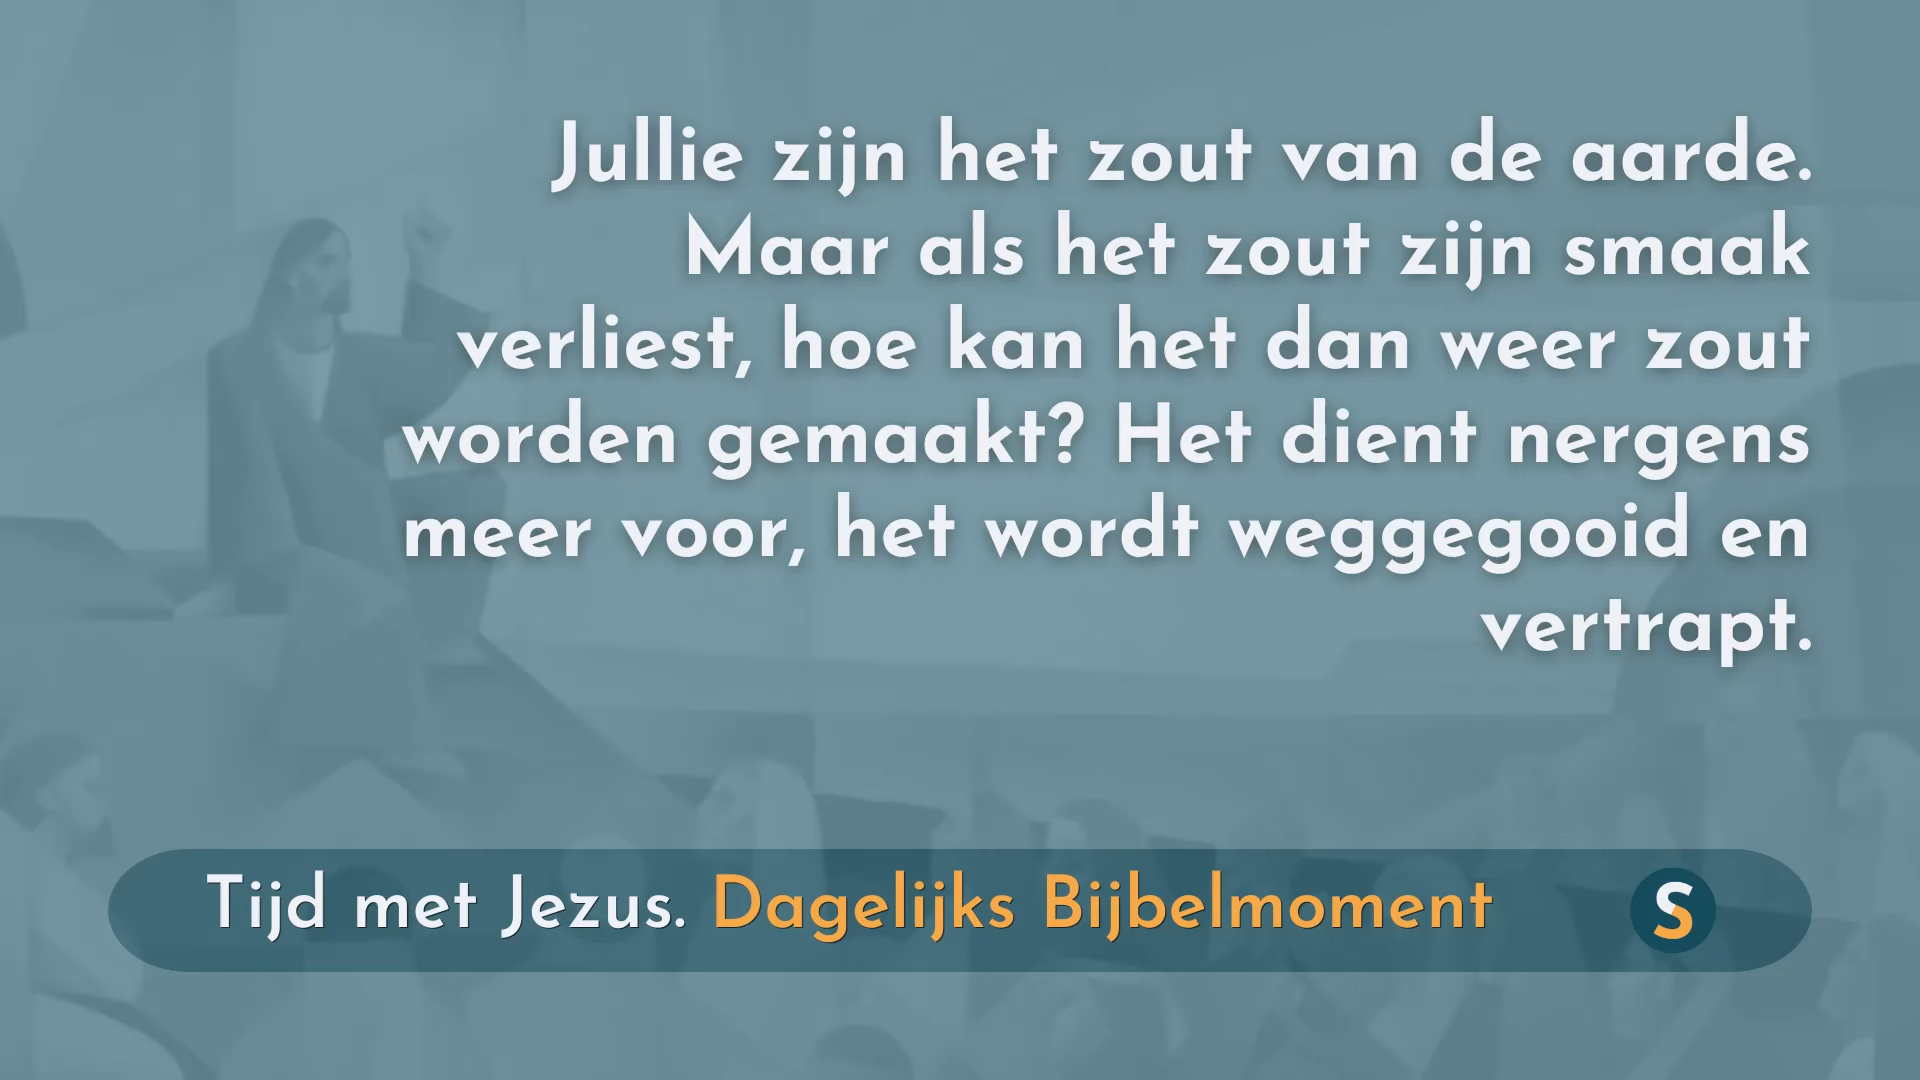 Jullie zijn het zout van de aarde.
Maar als het zout zijn smaak
verliest, hoe kan het dan weer zout
worden gemaakt? Het dient nergens
meer voor, het wordt weggegooid en
vertrapt.
Tijd met Jezus. Dagelijks Bijbelmoment
S